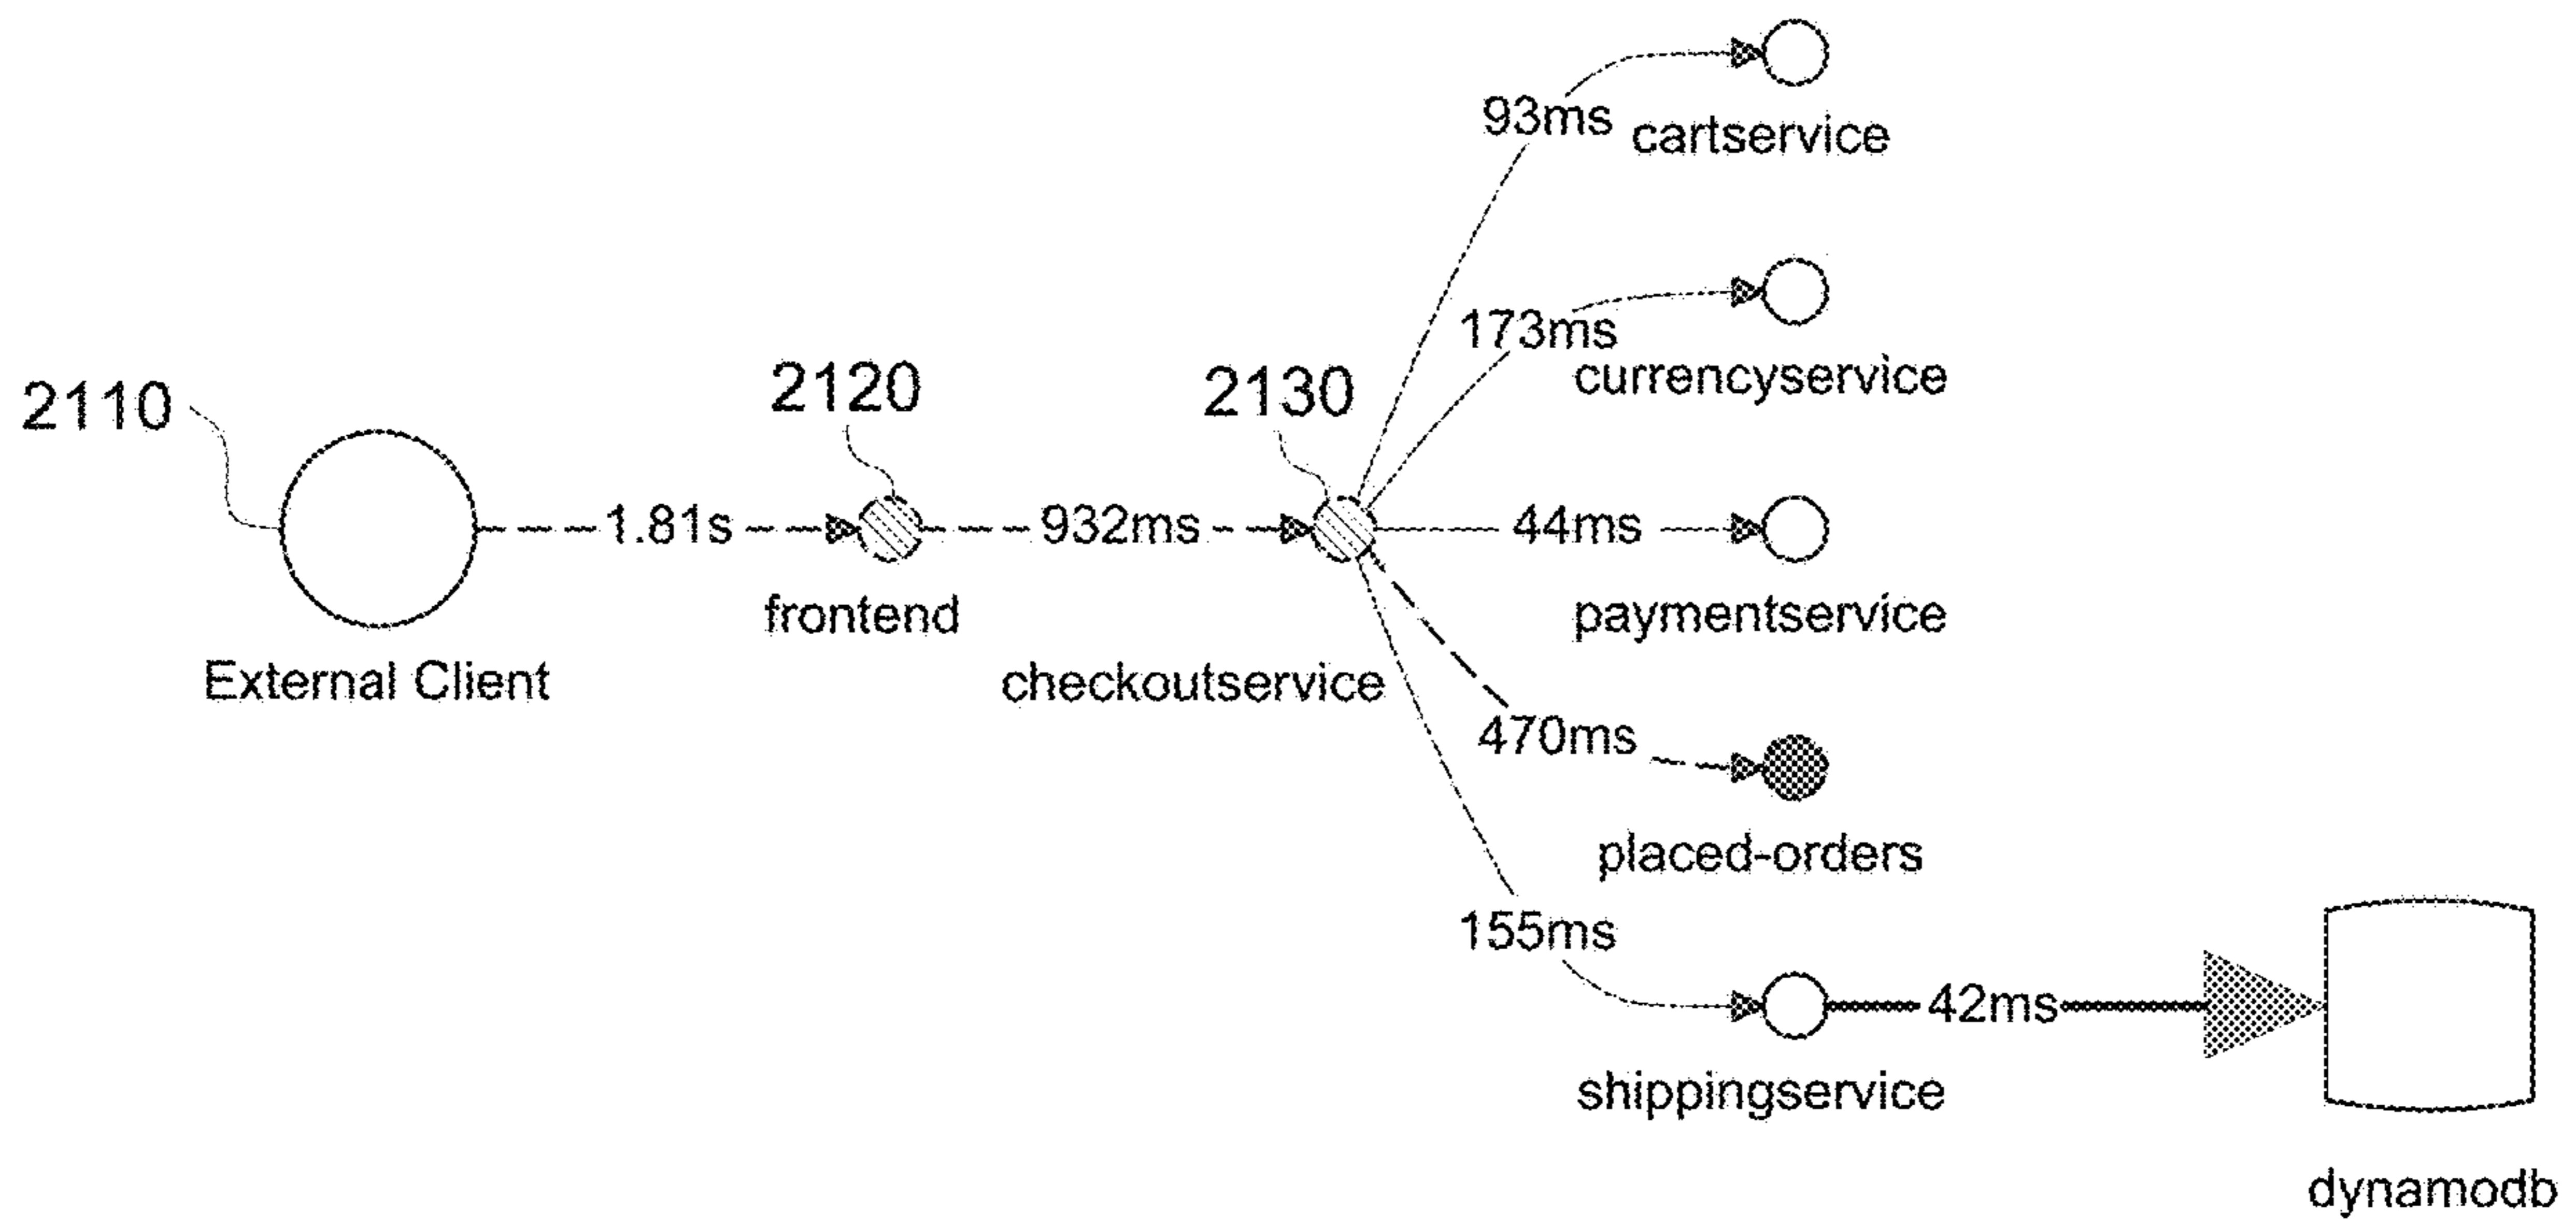 93ms
cartservice
173ms
currencyservice
2110
2120
2130
1.81s
932ms
44ms
frontend
paymentservice
External Client
checkoutservice
470ms
placed-orders
155ms
42ms
shippingservice
dynamodb